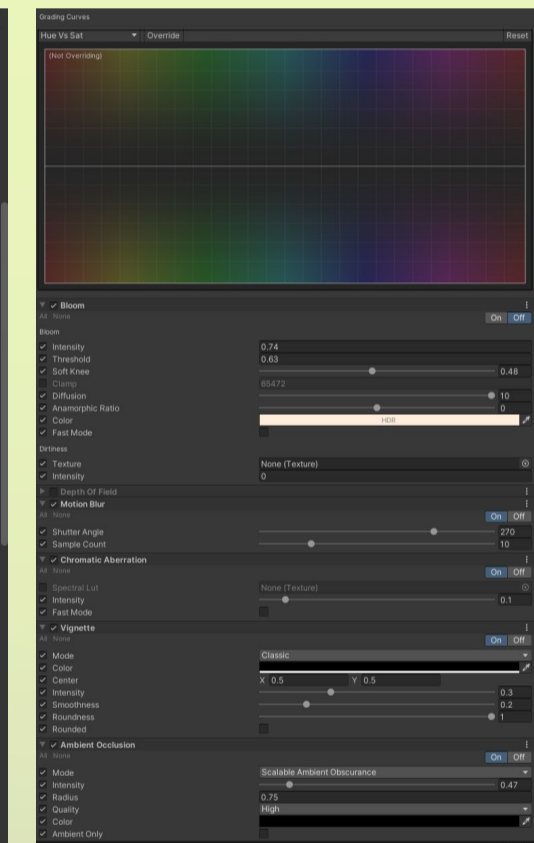 Grading Curves
Hue Vs Sat Override Reset
(Not Overriding)
Bloom
All None On Off
Bloom
Intensity 0.74
Threshold 0.63
Soft Knee 0.48
Clamp 65472
Diffusion 10
Anamorphic Ratio 0
Color HDR
Fast Mode
Dirtiness
Texture None (Texture)
Intensity 0
Depth Of Field
Motion Blur
All None On Off
Shutter Angle 270
Sample Count 10
Chromatic Aberration
All None On Off
Spectral Lut None (Texture)
Intensity 0.1
Fast Mode
Vignette
All None On Off
Mode Classic
Color
Center X 0.5 Y 0.5
Intensity 0.3
Smoothness 0.2
Roundness 1
Rounded
Ambient Occlusion
All None On Off
Mode Scalable Ambient Obscurance
Intensity 0.47
Radius 0.75
Quality High
Color
Ambient Only